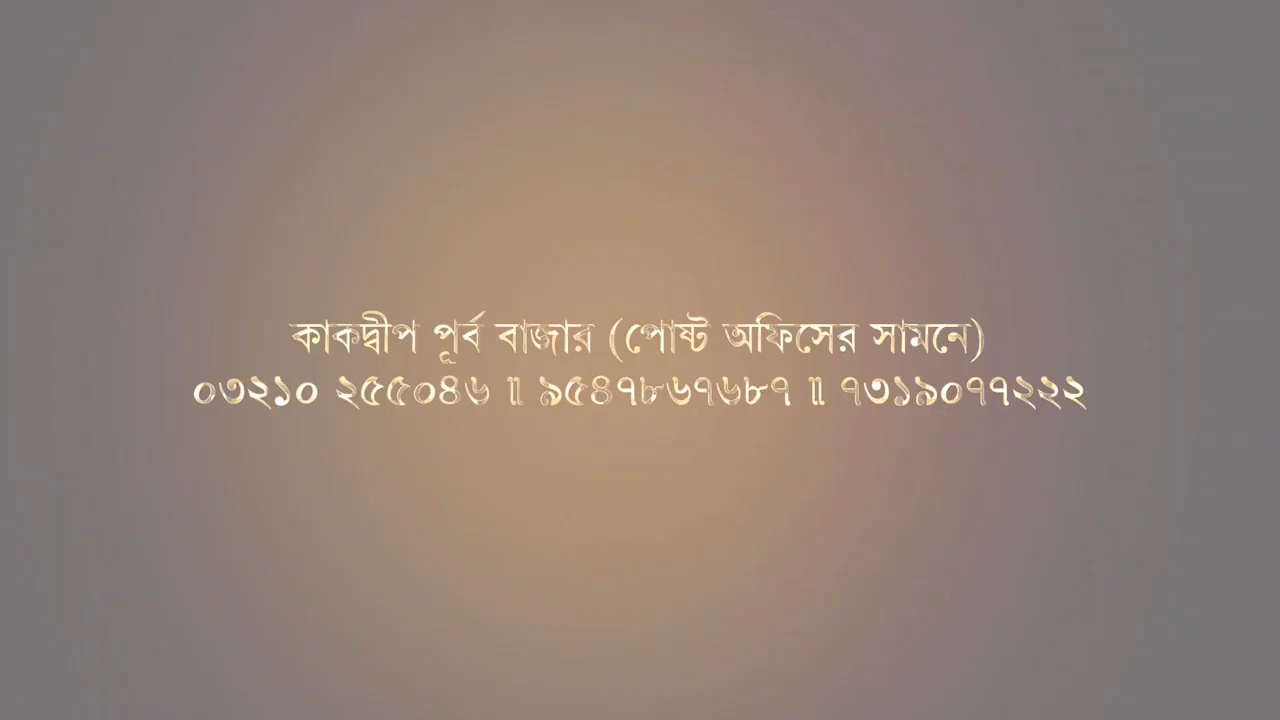 কাকদ্বীপ পূর্ব বাজার (পোষ্ট অফিসের সামনে)
০৩২১০ ২৫৫০৪৬ ॥ ৯৫৪৭৮৬৭৬৮৭ ॥ ৭৩১৯০৭৭২২২